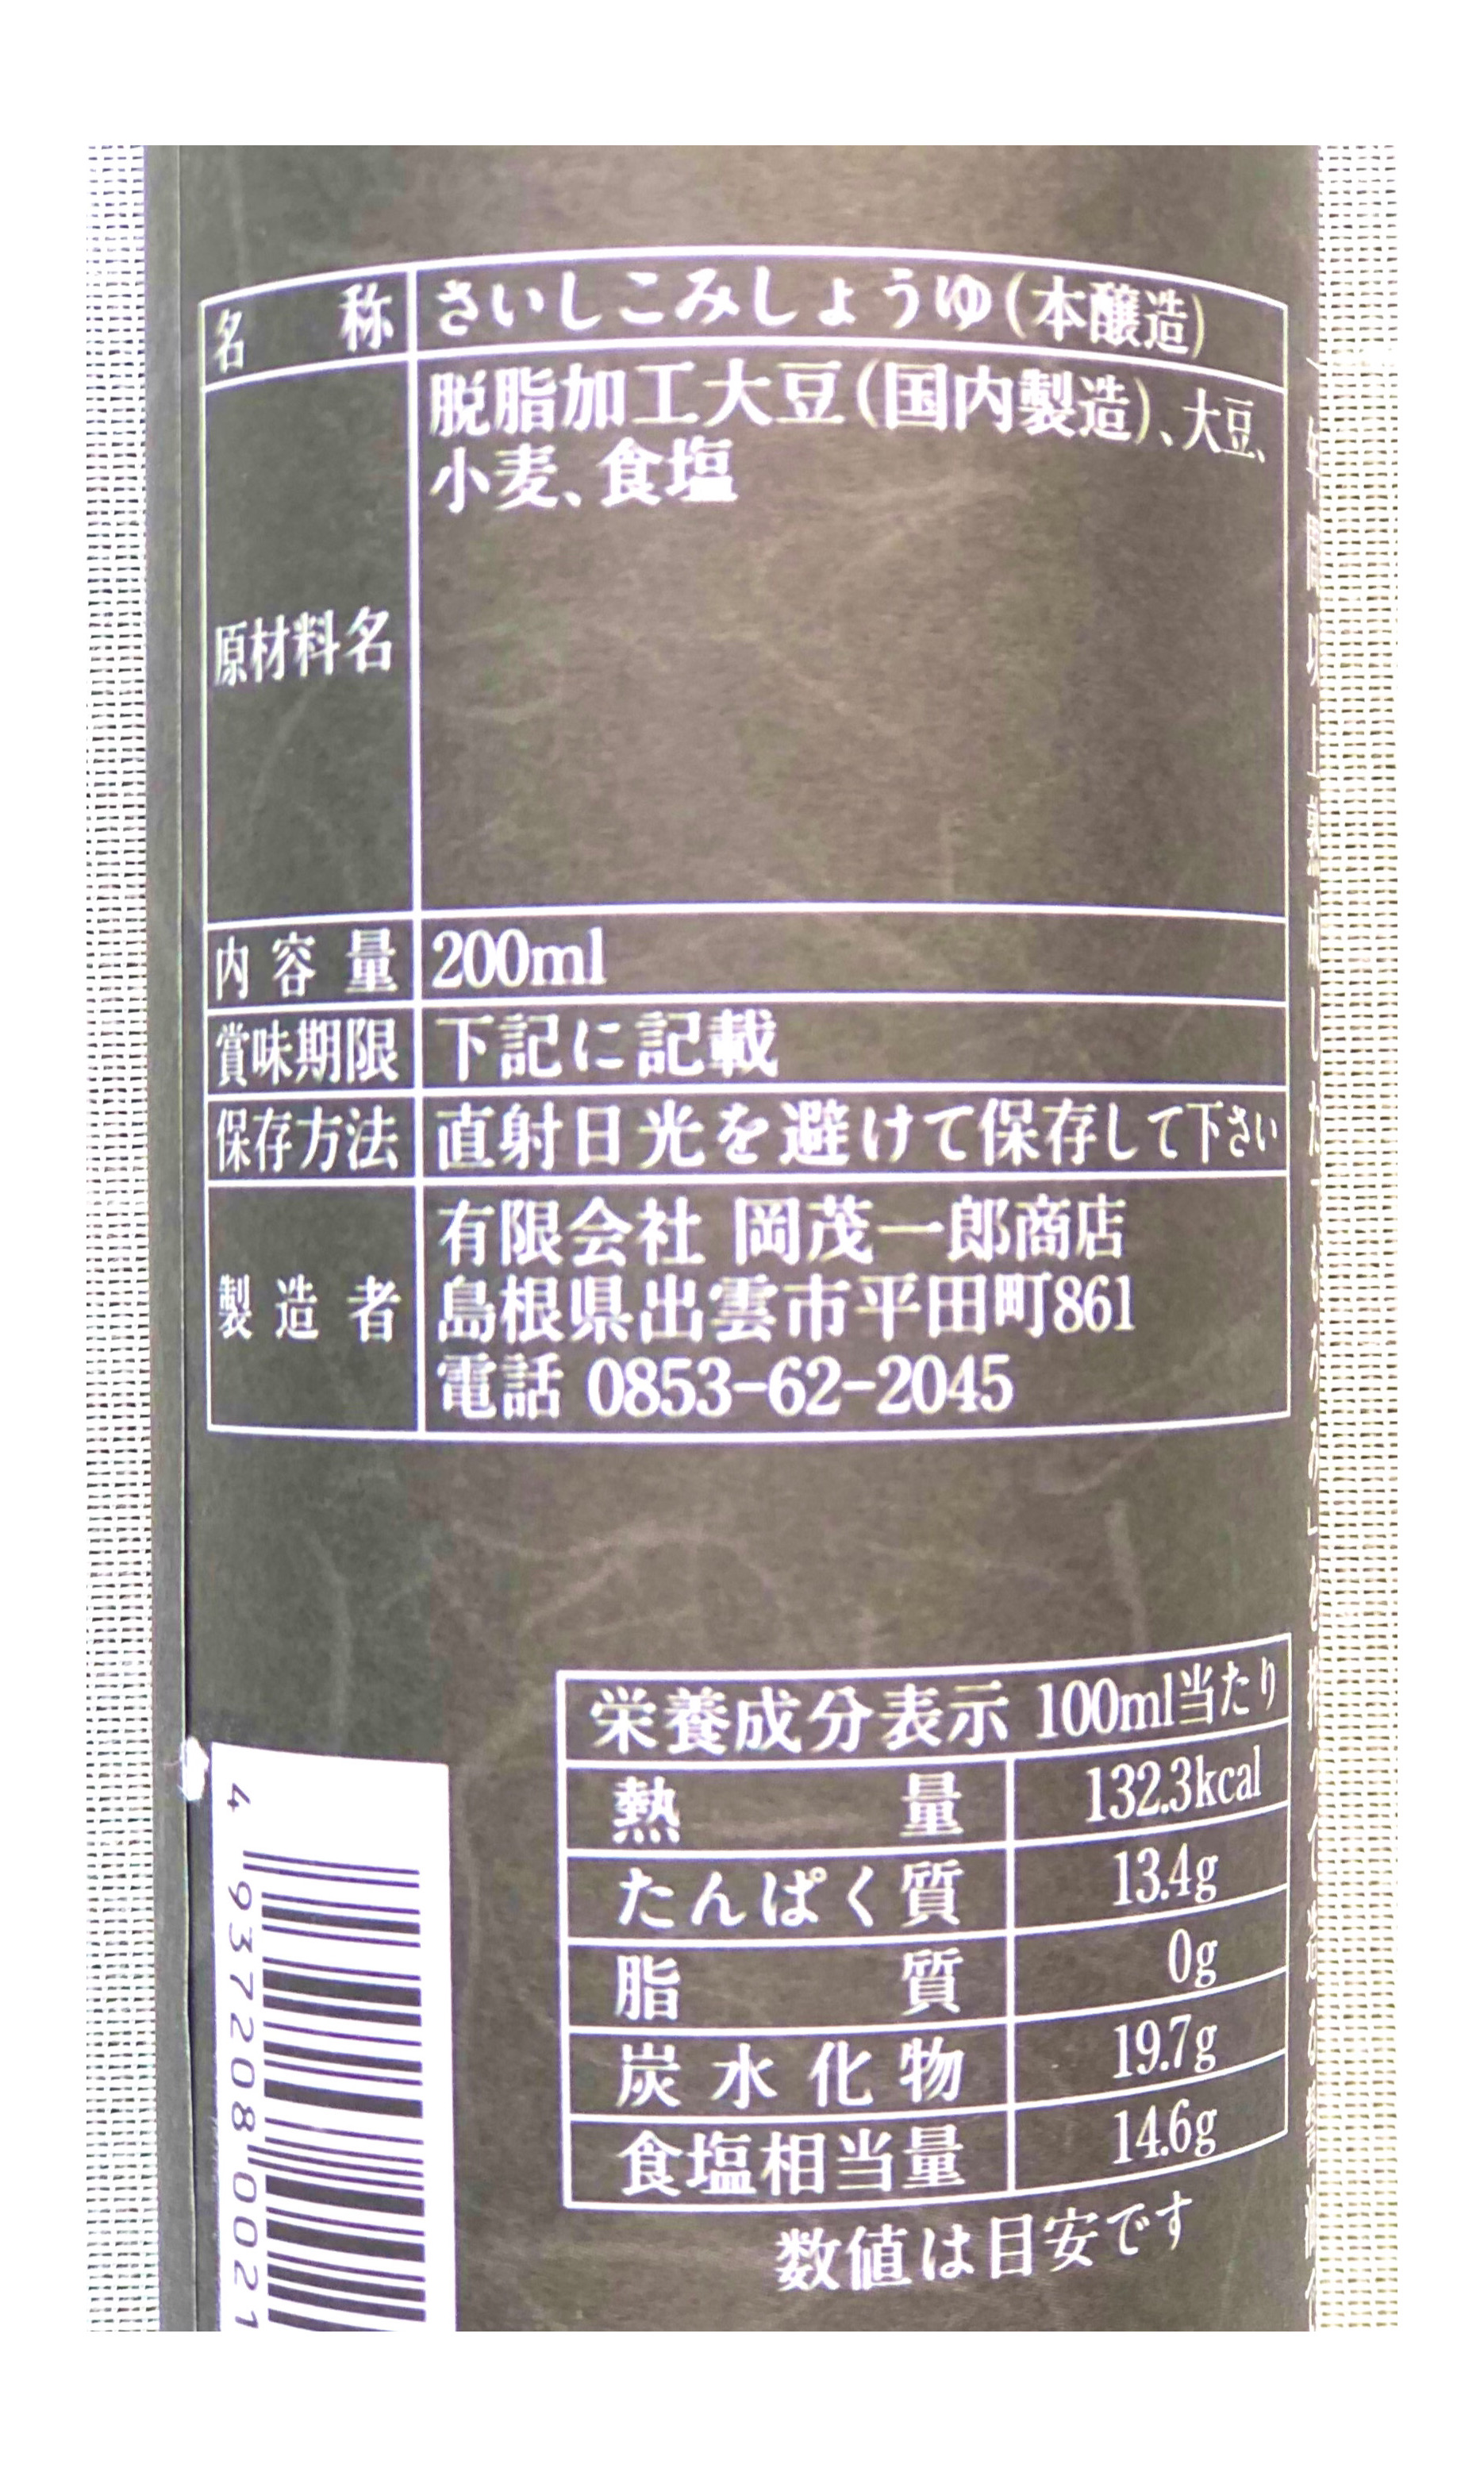 名称 さいしこみしょうゆ(本醸造)
原材料名 脱脂加工大豆(国内製造)、大豆、
小麦、食塩
内容量 200ml
賞味期限 下記に記載
保存方法 直射日光を避けて保存して下さい
製造者 有限会社 岡茂一郎商店
島根県出雲市平田町861
電話 0853-62-2045
栄養成分表示 100ml当たり
熱量 132.3kcal
たんぱく質 13.4g
脂質 0g
炭水化物 19.7g
食塩相当量 14.6g
数値は目安です
4 937208 0021